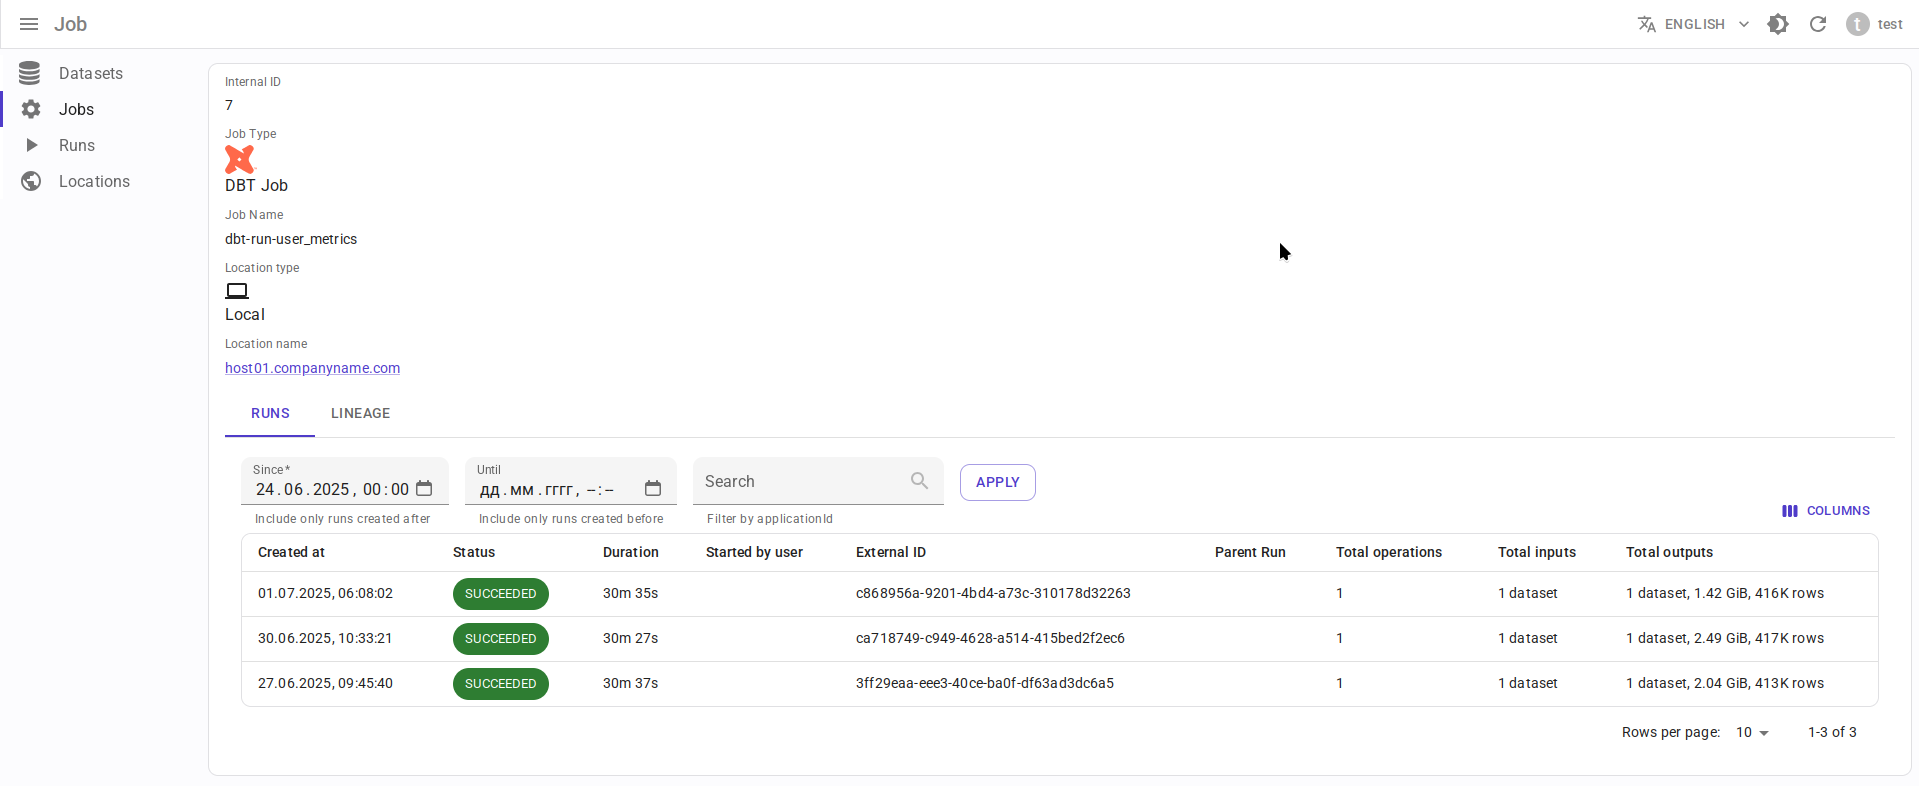 Job
ENGLISH
t
test
Datasets
Jobs
Runs
Locations
Internal ID
7
Job Type
DBT Job
Job Name
dbt-run-user_metrics
Location type
Local
Location name
host01.companyname.com
RUNS LINEAGE
Since*
24.06.2025, 00:00
Include only runs created after
Until
дд.мм.гггг, --:--
Include only runs created before
Search
Filter by applicationId
APPLY
COLUMNS
Created at Status Duration Started by user External ID Parent Run Total operations Total inputs Total outputs
01.07.2025, 06:08:02 SUCCEEDED 30m 35s c868956a-9201-4bd4-a73c-310178d32263 1 1 dataset 1 dataset, 1.42 GiB, 416K rows
30.06.2025, 10:33:21 SUCCEEDED 30m 27s ca718749-c949-4628-a514-415bed2f2ec6 1 1 dataset 1 dataset, 2.49 GiB, 417K rows
27.06.2025, 09:45:40 SUCCEEDED 30m 37s 3ff29eaa-eee3-40ce-ba0f-df63ad3dc6a5 1 1 dataset 1 dataset, 2.04 GiB, 413K rows
Rows per page: 10 1-3 of 3